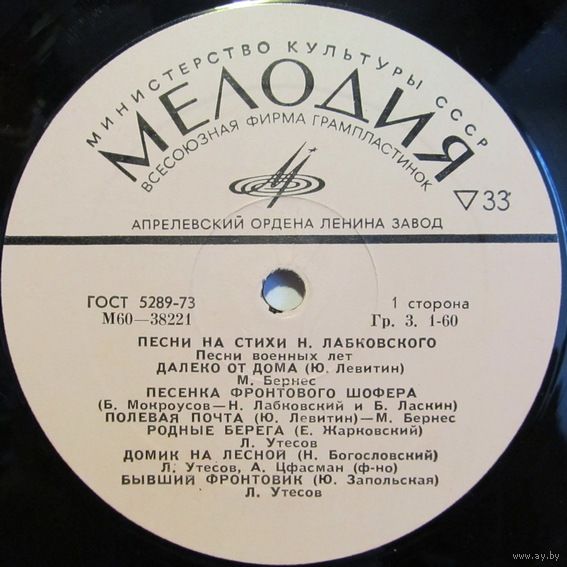 МИНИСТЕРСТВО КУЛЬТУРЫ СССР
МЕЛОДИЯ
ВСЕСОЮЗНАЯ ФИРМА ГРАМПЛАСТИНОК
33
АПРЕЛЕВСКИЙ ОРДЕНА ЛЕНИНА ЗАВОД
ГОСТ 5289-73
М60—38221
1 сторона
Гр. 3. 1-60
ПЕСНИ НА СТИХИ Н. ЛАБКОВСКОГО
Песни военных лет
ДАЛЕКО ОТ ДОМА (Ю. Левитин)
М. Бернес
ПЕСЕНКА ФРОНТОВОГО ШОФЕРА
(Б. Мокроусов—Н. Лабковский и Б. Ласкин)
ПОЛЕВАЯ ПОЧТА (Ю. Левитин)—М. Бернес
РОДНЫЕ БЕРЕГА (Е. Жарковский)
Л. Утесов
ДОМИК НА ЛЕСНОЙ (Н. Богословский)
Л. Утесов, А. Цфасман (ф-но)
БЫВШИЙ ФРОНТОВИК (Ю. Запольская)
Л. Утесов
www.ay.by